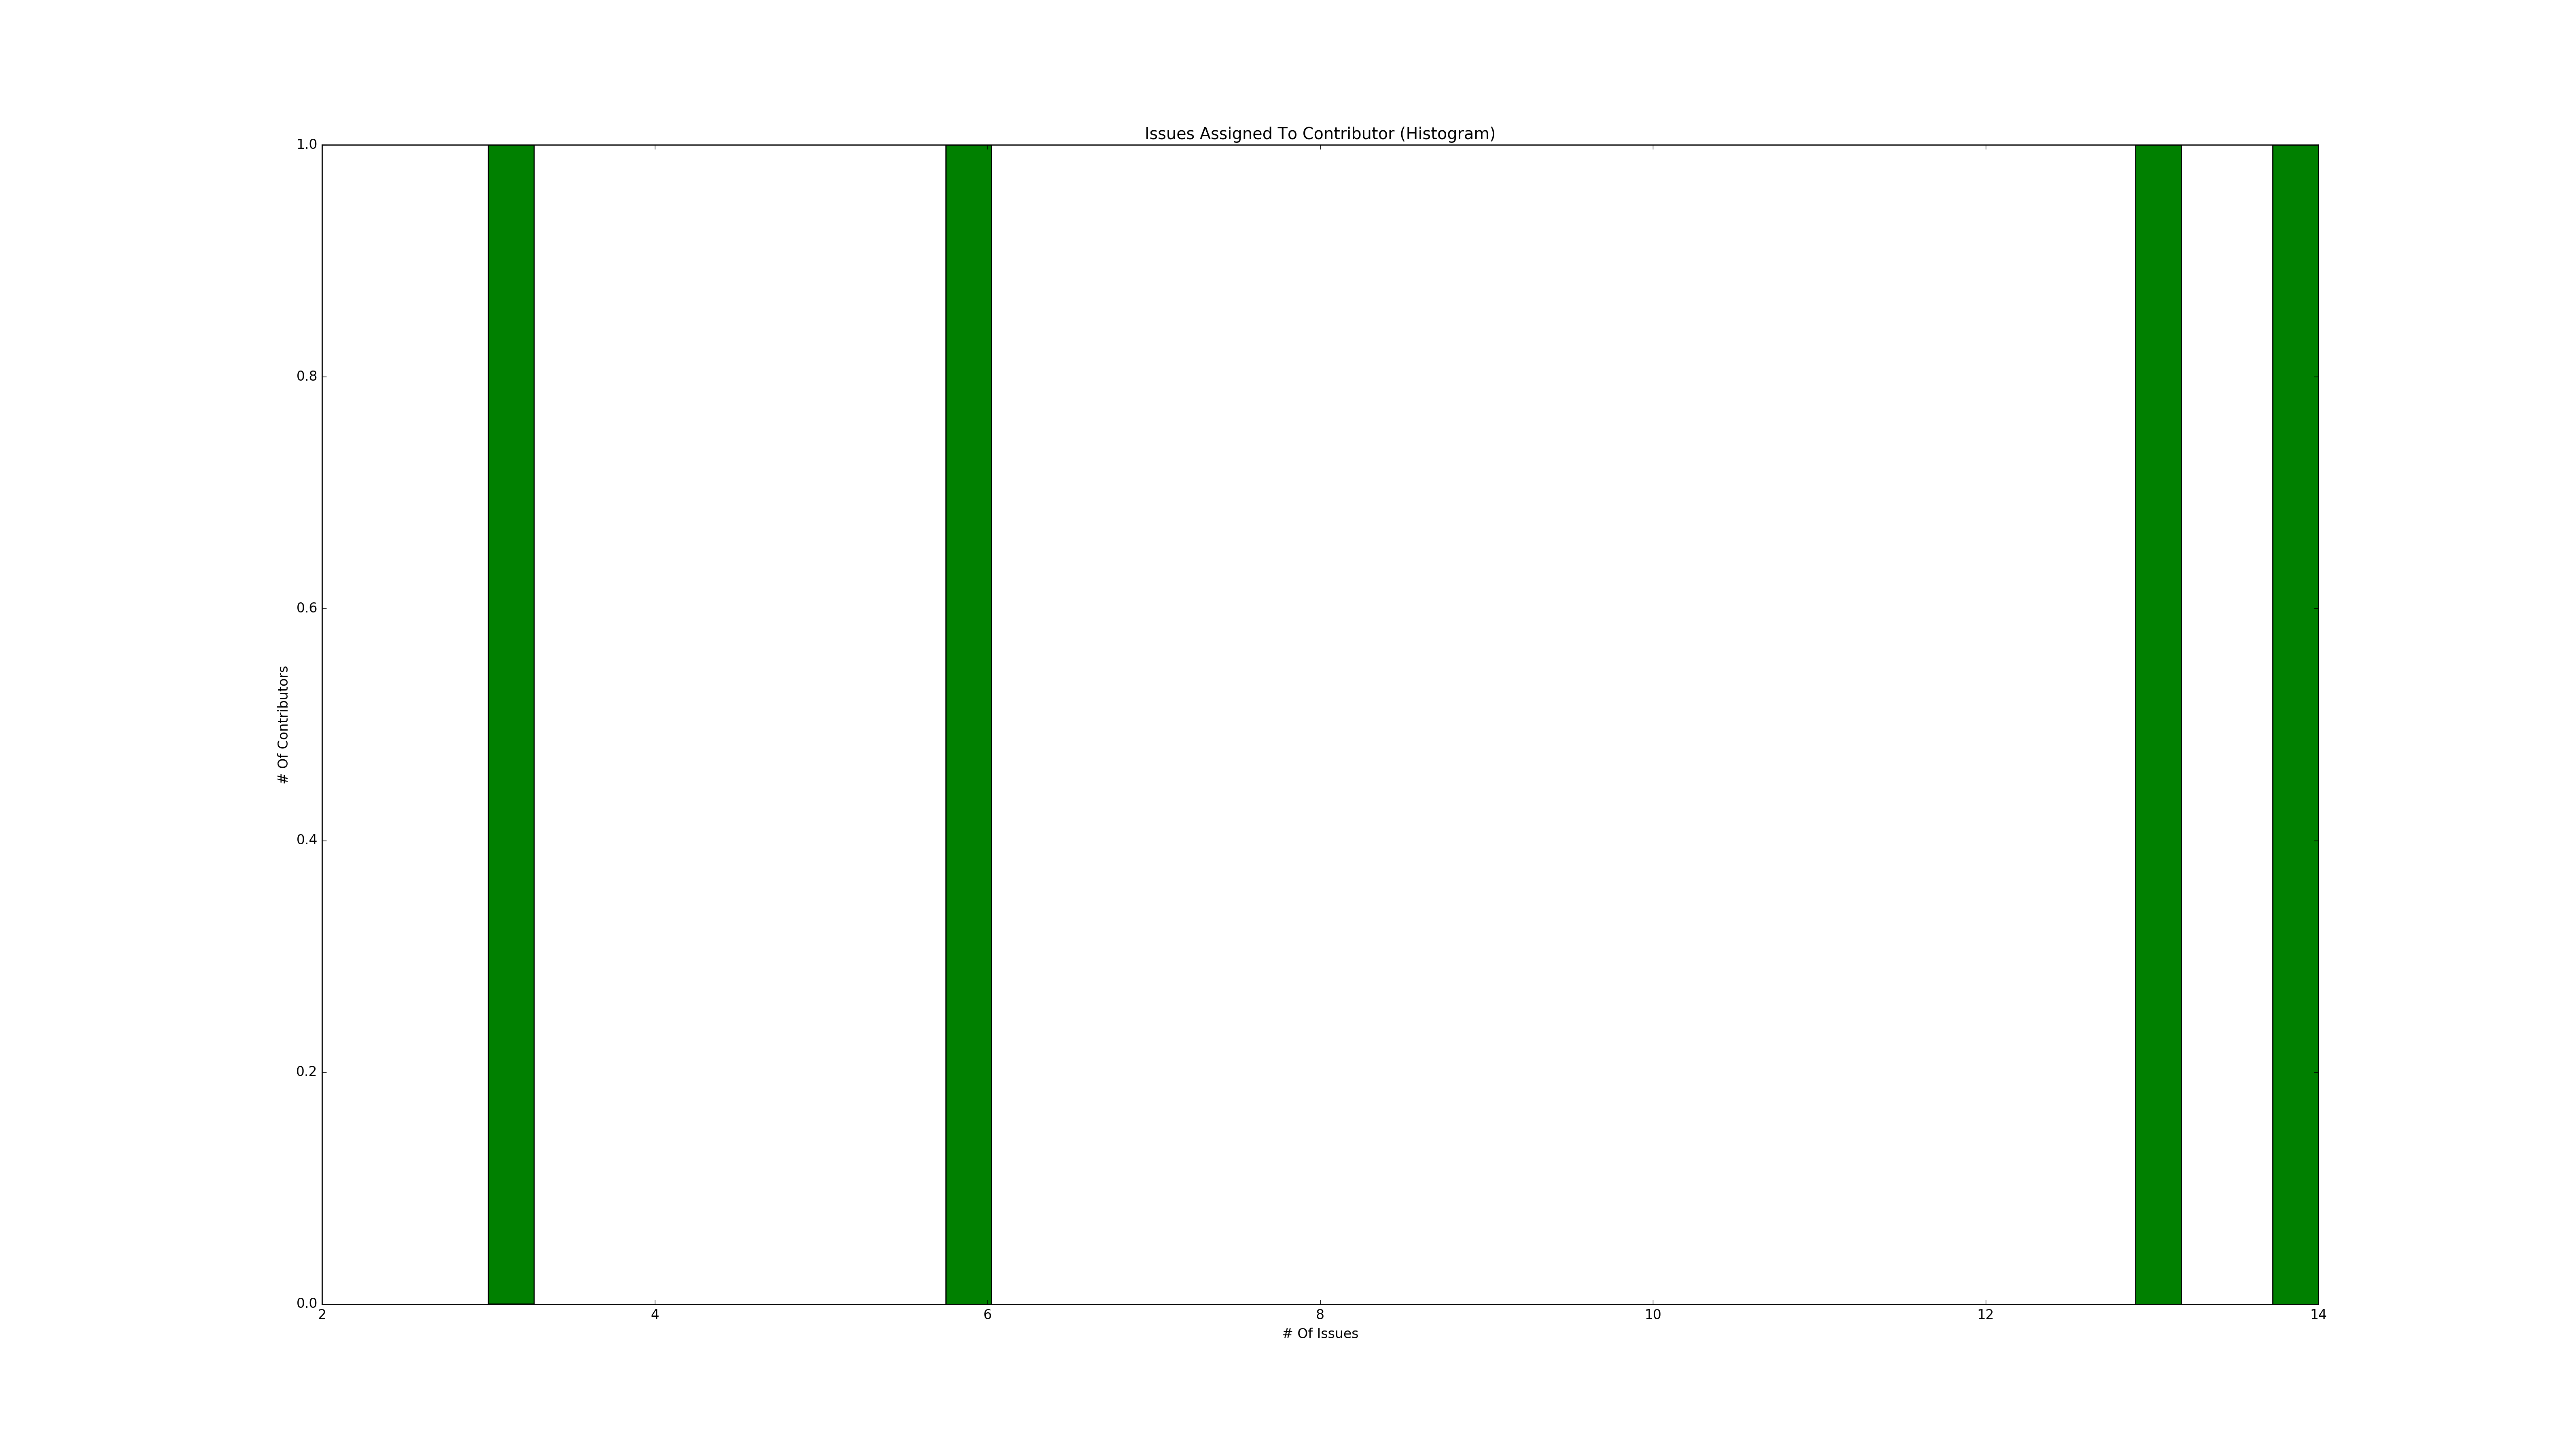 Issues Assigned To Contributor (Histogram)
1.0
0.8
0.6
0.4
0.2
0.0
# Of Contributors
2 4 6 8 10 12 14
# Of Issues